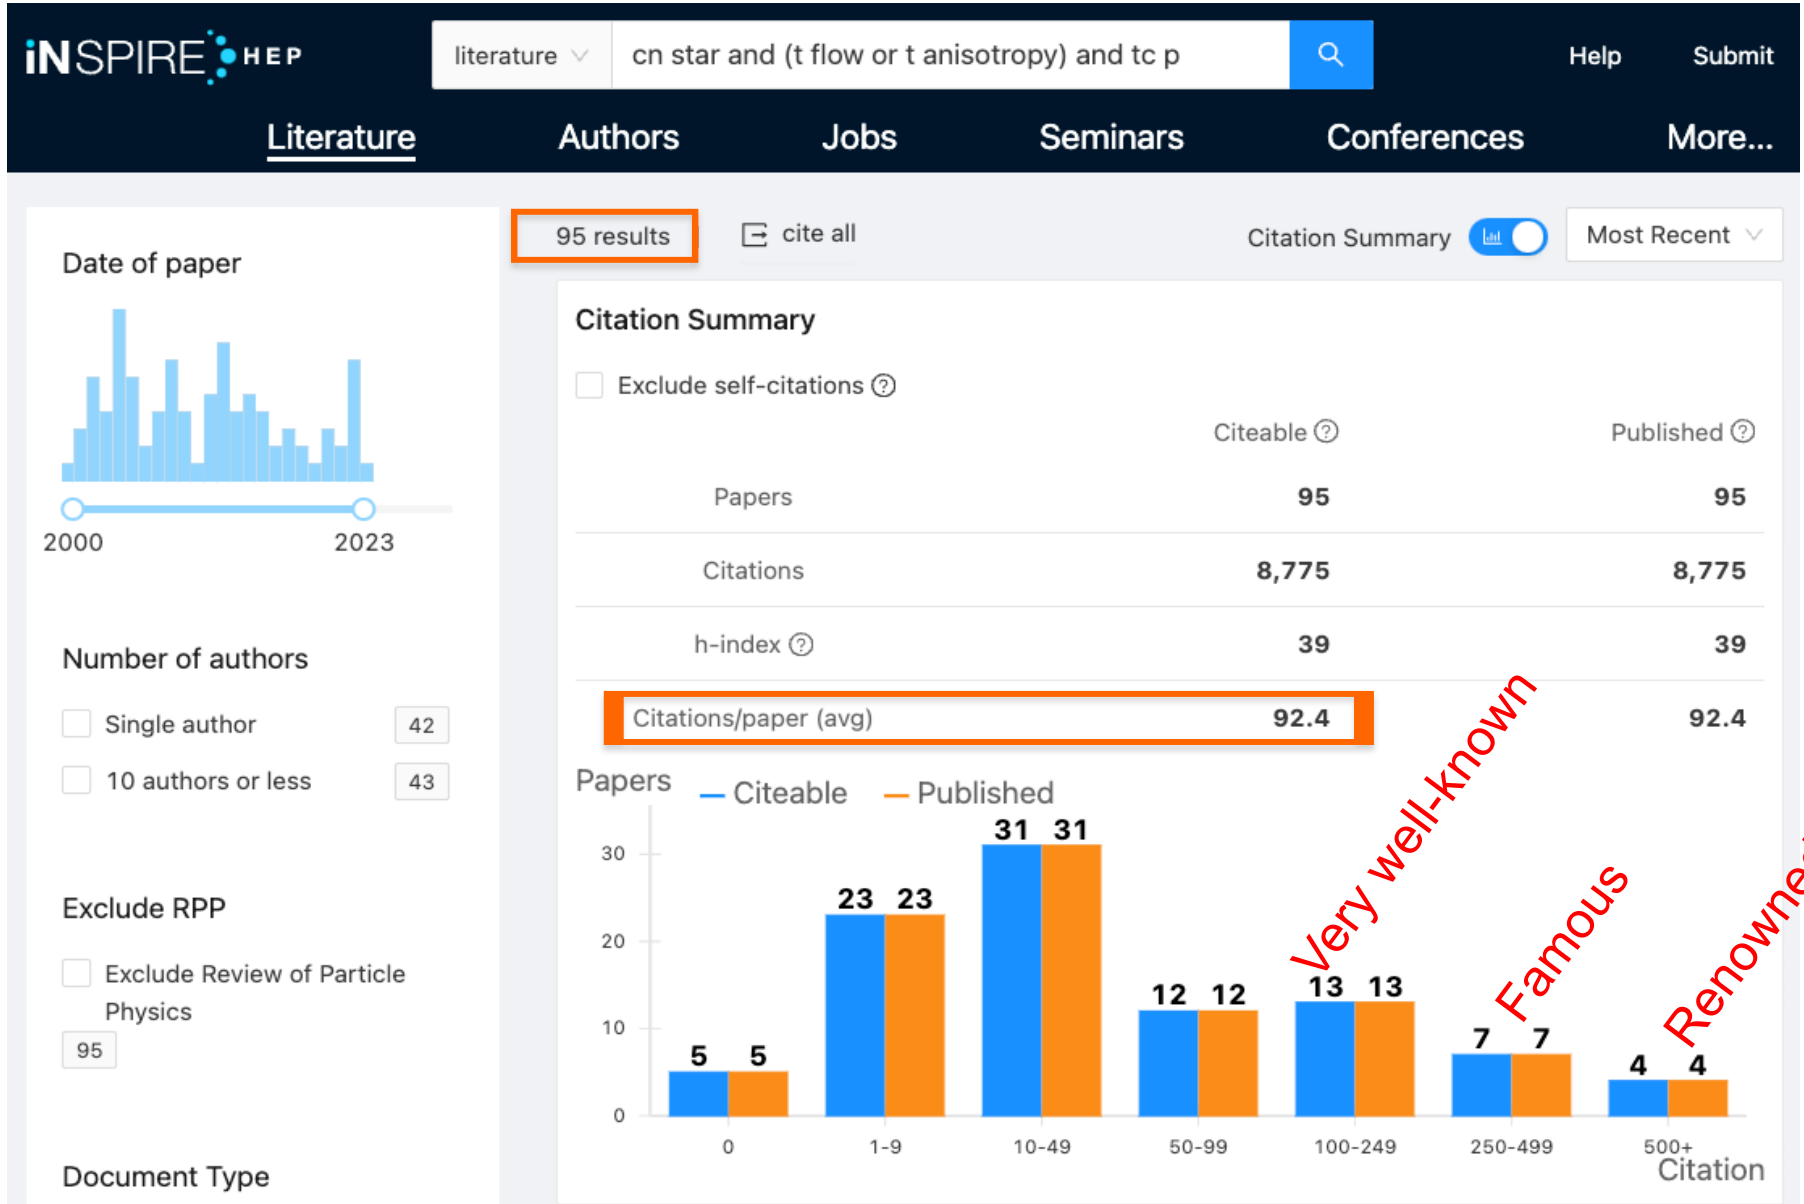 iNSPIRE HEP
literature
cn star and (t flow or t anisotropy) and tc p
Help
Submit
Literature
Authors
Jobs
Seminars
Conferences
More...
Date of paper
2000
2023
Number of authors
Single author
42
10 authors or less
43
Exclude RPP
Exclude Review of Particle
Physics
95
Document Type
95 results
cite all
Citation Summary
Most Recent
Citation Summary
Exclude self-citations ?
Citeable ?
Published ?
Papers 95 95
Citations 8,775 8,775
h-index ? 39 39
Citations/paper (avg) 92.4 92.4
Papers
Citeable
Published
30
20
10
0
5 5
23 23
31 31
12 12
13 13
7 7
4 4
Very well-known
Famous
Renowne
0
1-9
10-49
50-99
100-249
250-499
500+
Citation